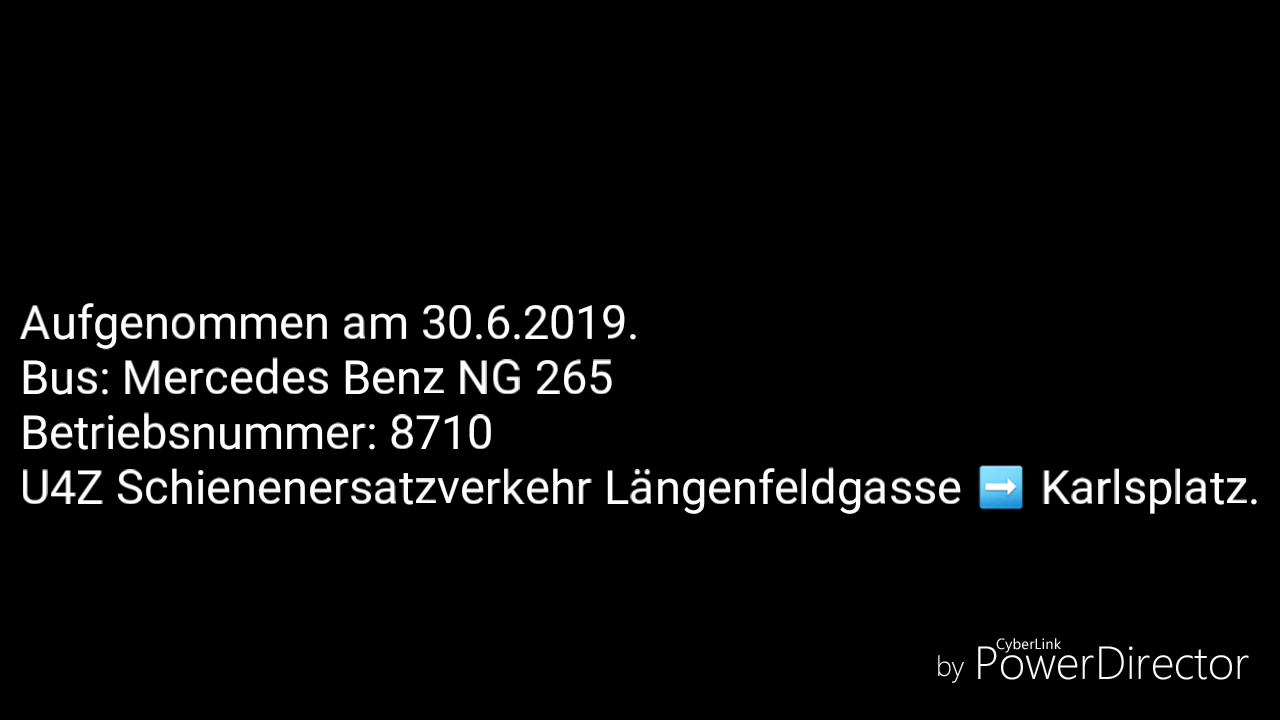 Aufgenommen am 30.6.2019.
Bus: Mercedes Benz NG 265
Betriebsnummer: 8710
U4Z Schienenersatzverkehr Längenfeldgasse ➡ Karlsplatz.
CyberLink
by PowerDirector